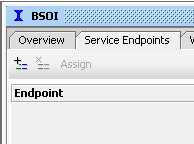 BSOI
Overview Service Endpoints
Assign
Endpoint